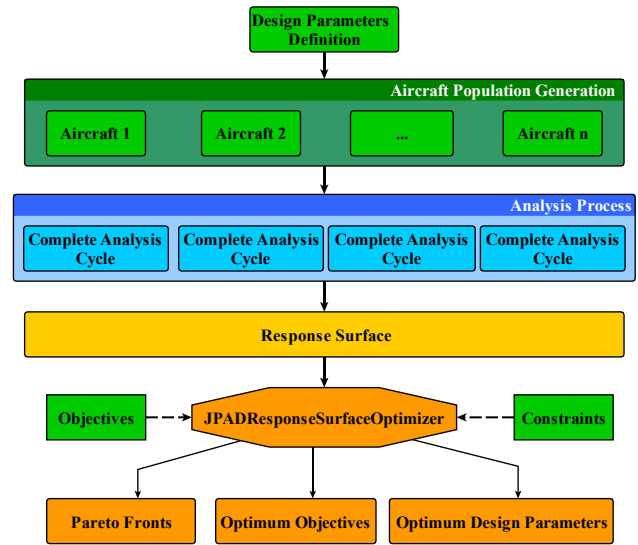 Design Parameters
Definition
Aircraft Population Generation
Aircraft 1
Aircraft 2
...
Aircraft n
Analysis Process
Complete Analysis
Cycle
Complete Analysis
Cycle
Complete Analysis
Cycle
Complete Analysis
Cycle
Response Surface
Objectives
JPADResponseSurfaceOptimizer
Constraints
Pareto Fronts
Optimum Objectives
Optimum Design Parameters